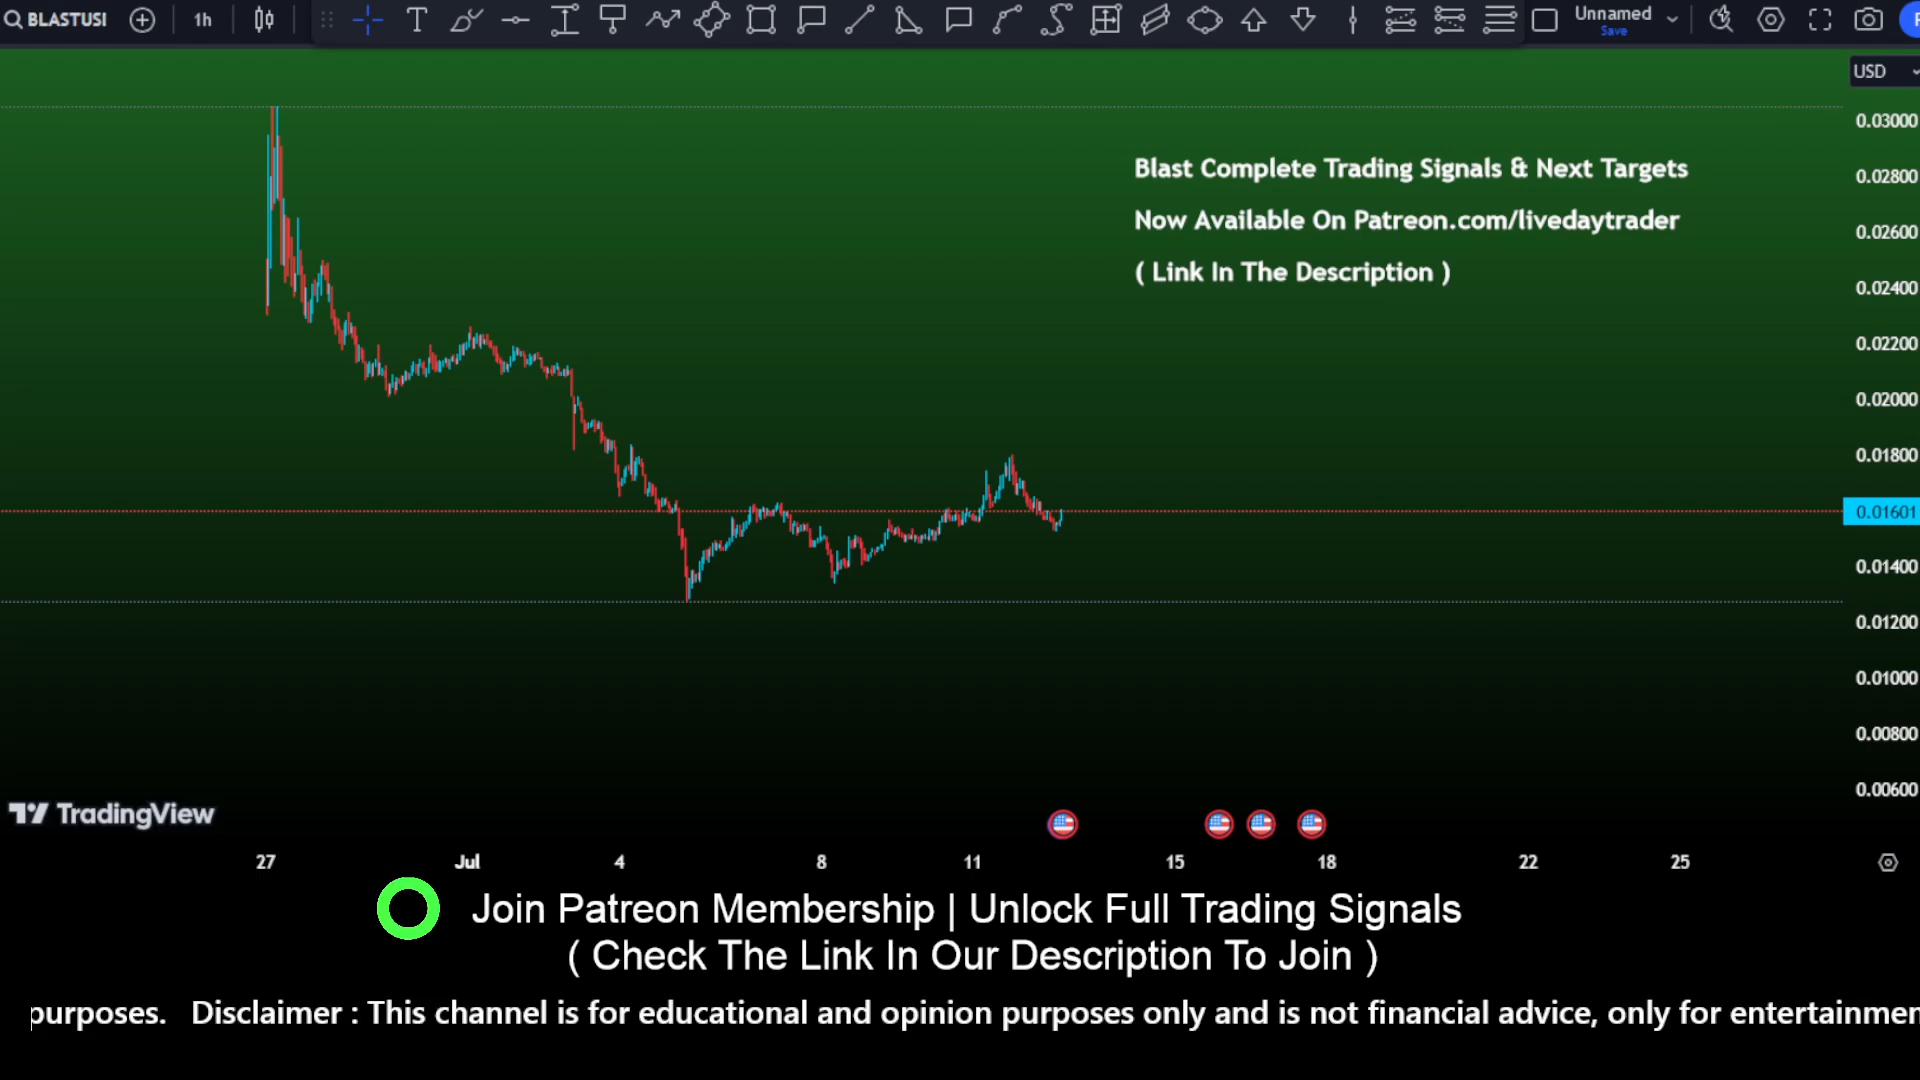 BLASTUSI
1h
Unnamed
Save
USD
0.03000
Blast Complete Trading Signals & Next Targets
0.02800
Now Available On Patreon.com/livedaytrader
0.02600
( Link In The Description )
0.02400
0.02200
0.02000
0.01800
0.01601
0.01400
0.01200
0.01000
0.00800
0.00600
TradingView
27 Jul 4 8 11 15 18 22 25
Join Patreon Membership | Unlock Full Trading Signals
( Check The Link In Our Description To Join )
purposes. Disclaimer : This channel is for educational and opinion purposes only and is not financial advice, only for entertainmen